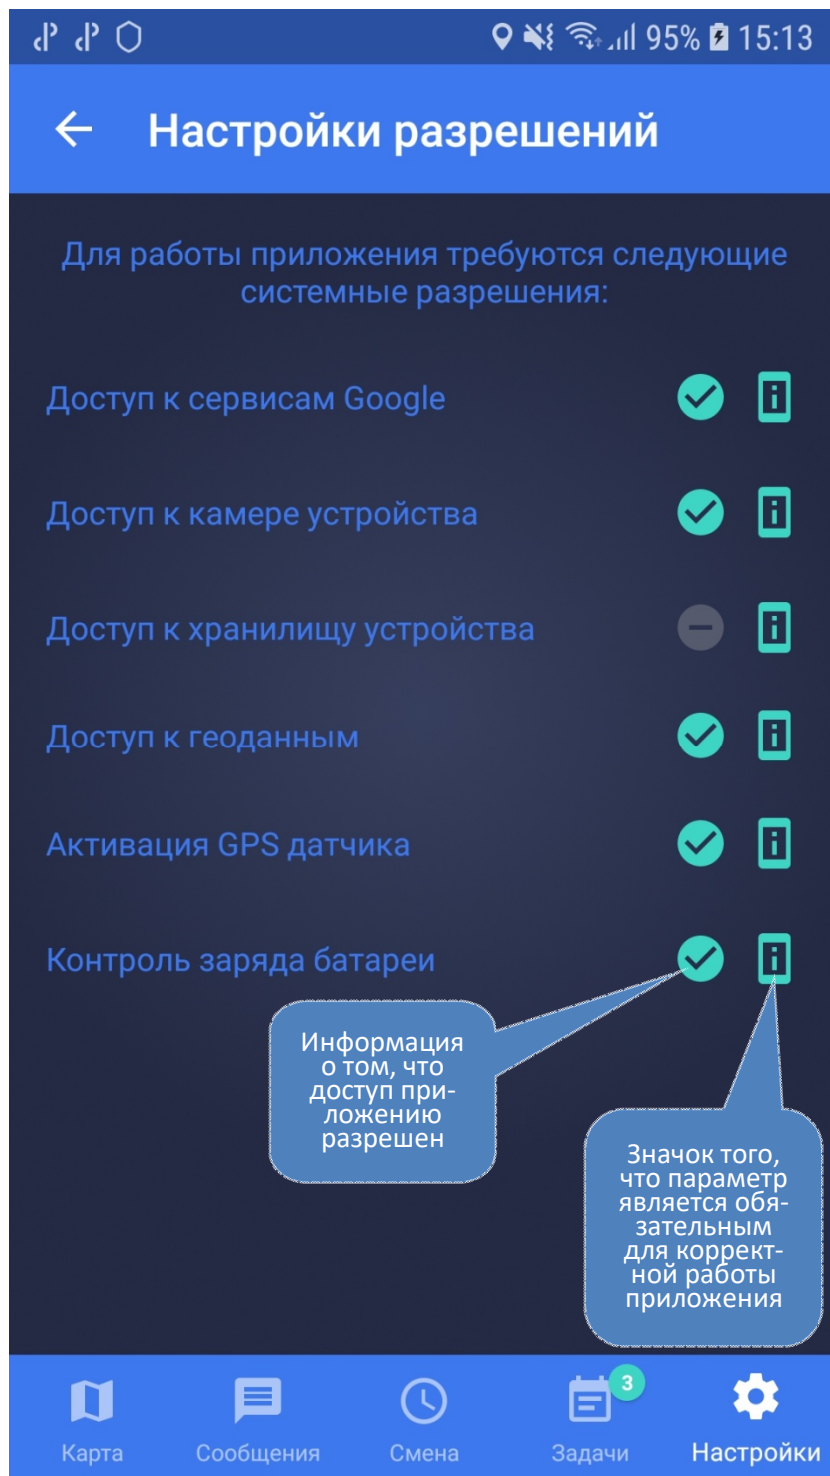 95% 15:13
Настройки разрешений
Для работы приложения требуются следующие
системные разрешения:
Доступ к сервисам Google
Доступ к камере устройства
Доступ к хранилищу устройства
Доступ к геоданным
Активация GPS датчика
Контроль заряда батареи
Информация
о том, что
доступ при-
ложению
разрешен
Значок того,
что параметр
является обя-
зательным
для коррект-
ной работы
приложения
3
Карта Сообщения Смена Задачи Настройки